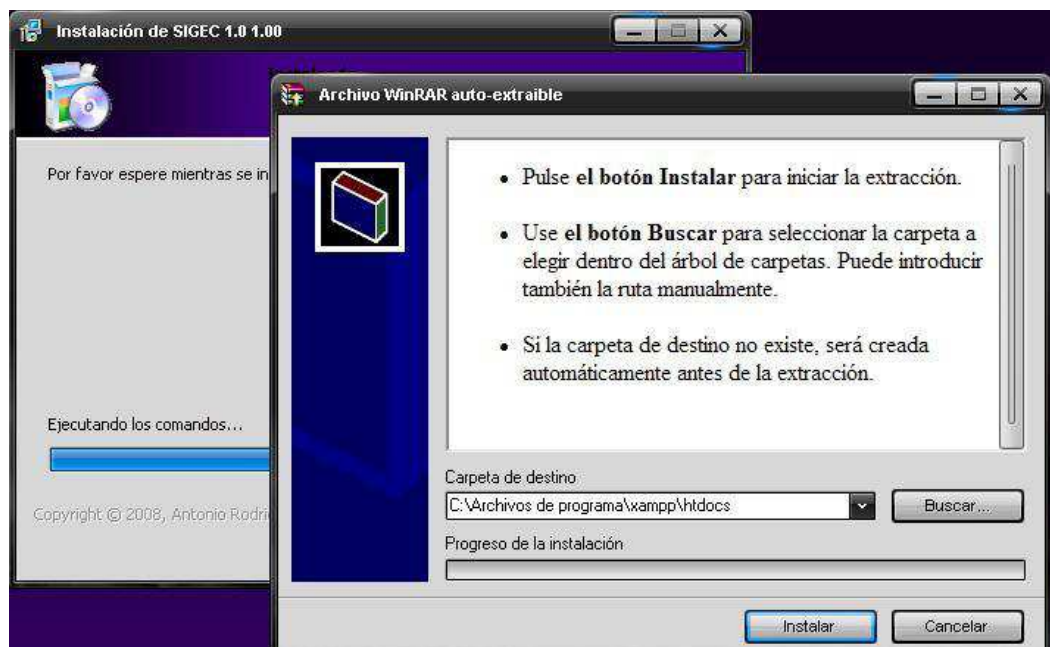 Instalación de SIGEC 1.0 1.00
Por favor espere mientras se in
Ejecutando los comandos...
Copyright © 2008, Antonio Rodri
Archivo WinRAR auto-extraible
• Pulse el botón Instalar para iniciar la extracción.
• Use el botón Buscar para seleccionar la carpeta a
elegir dentro del árbol de carpetas. Puede introducir
también la ruta manualmente.
• Si la carpeta de destino no existe, será creada
automáticamente antes de la extracción.
Carpeta de destino
C:\Archivos de programa\xampp\htdocs
Buscar...
Progreso de la instalación
Instalar
Cancelar